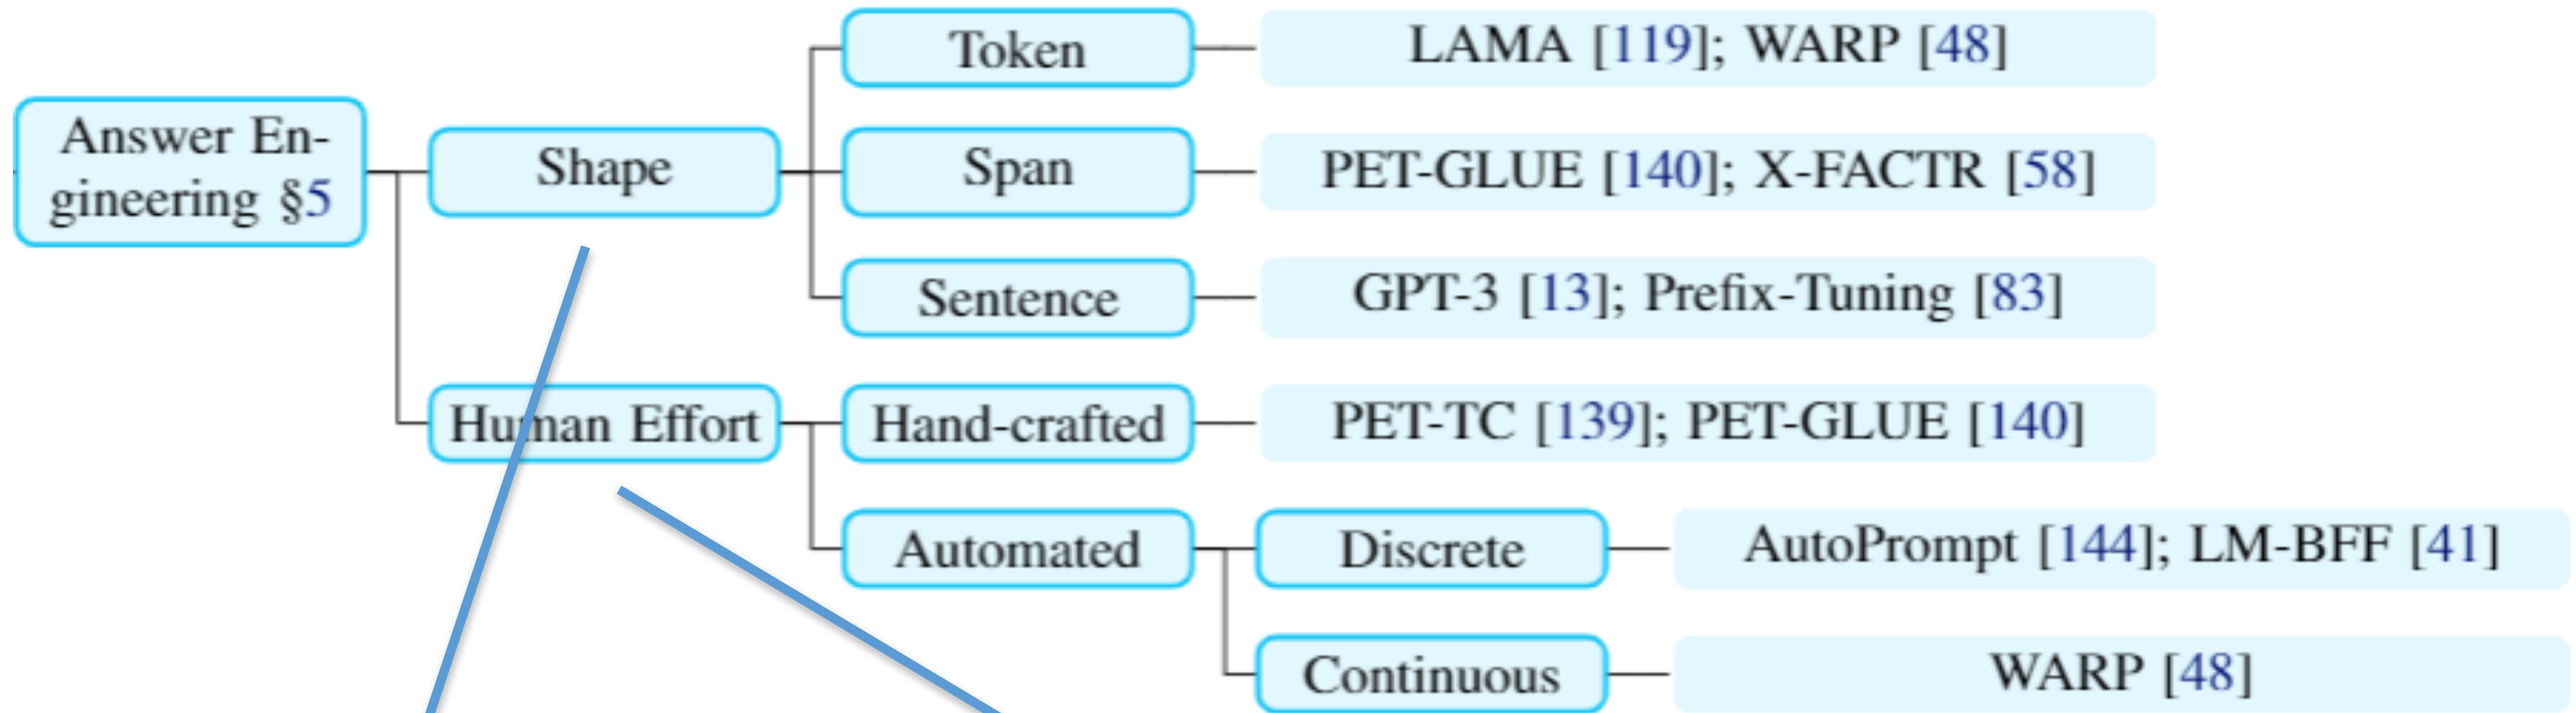 Answer En-
gineering §5
Shape
Token
LAMA [119]; WARP [48]
Span
PET-GLUE [140]; X-FACTR [58]
Sentence
GPT-3 [13]; Prefix-Tuning [83]
Human Effort
Hand-crafted
PET-TC [139]; PET-GLUE [140]
Automated
Discrete
AutoPrompt [144]; LM-BFF [41]
Continuous
WARP [48]